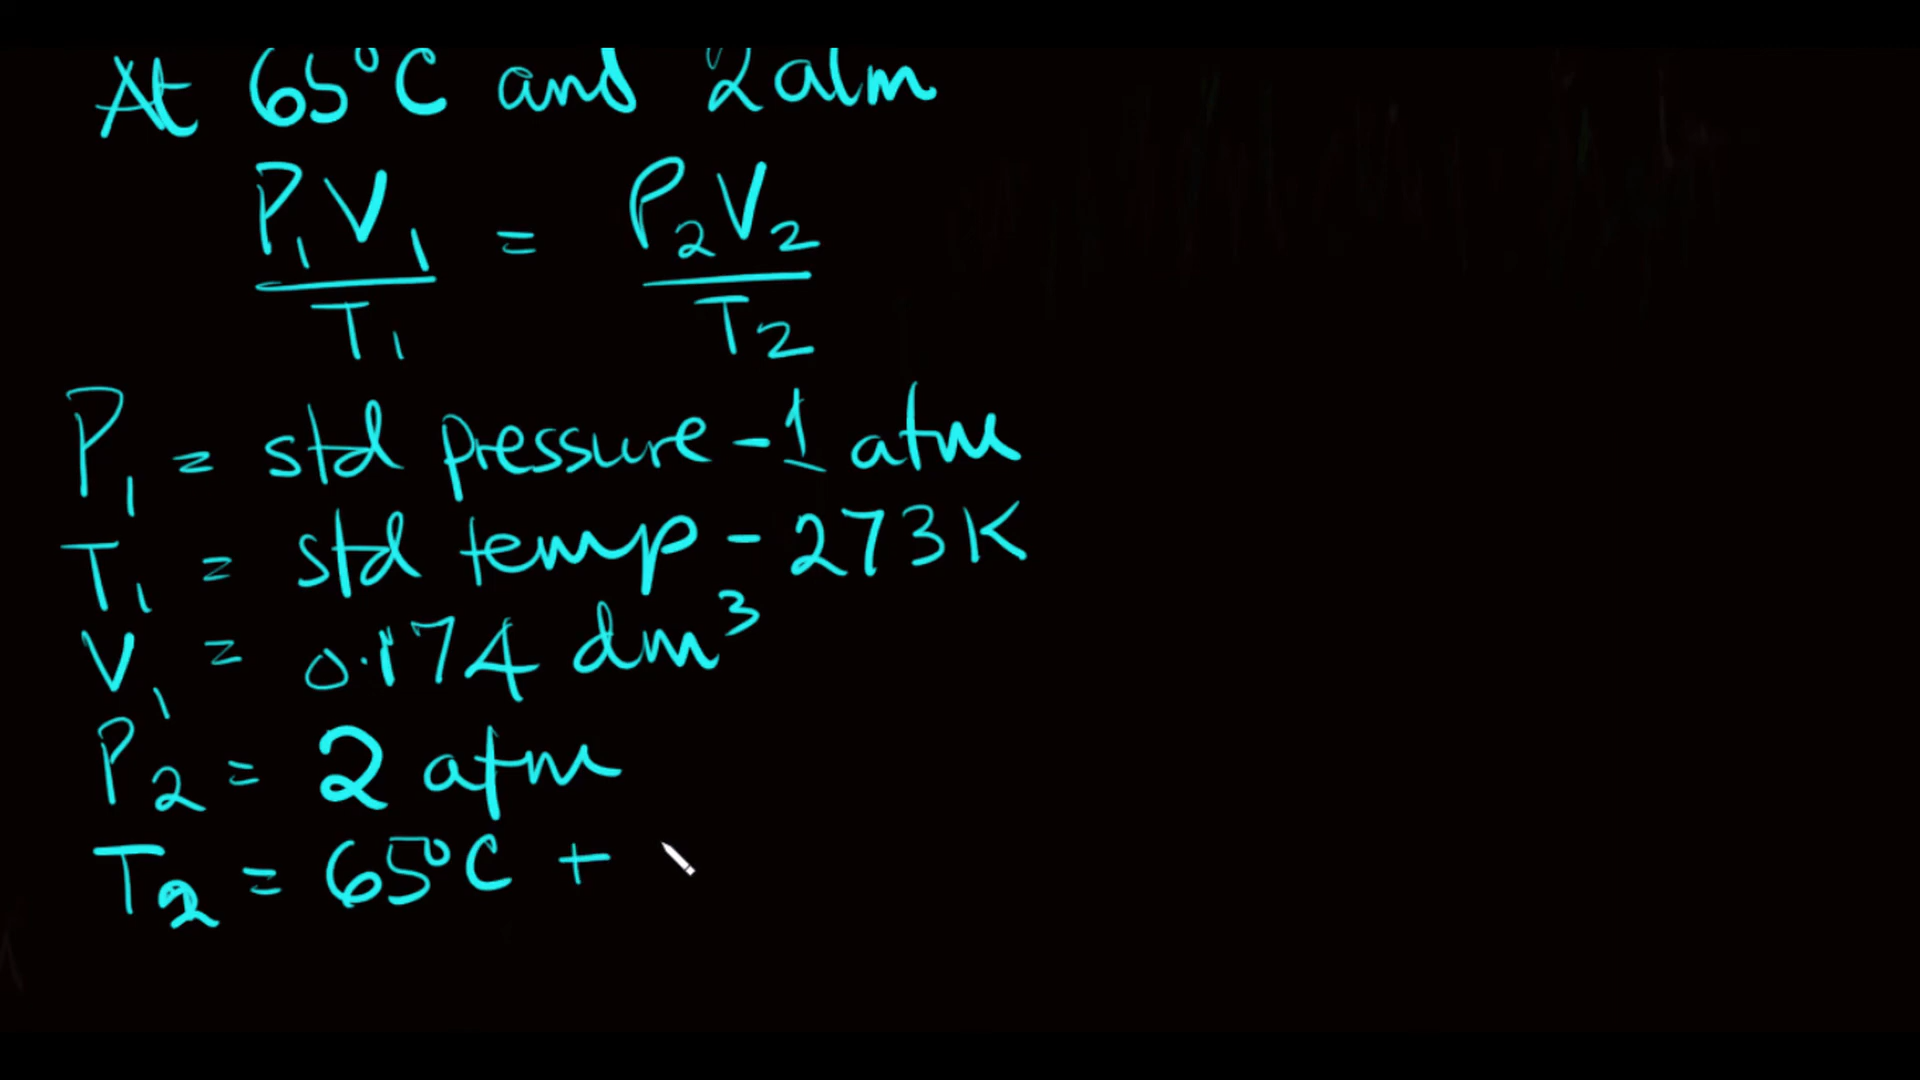 At 65°C and 2 atm
P₁V₁ / T₁ = P₂V₂ / T₂
P₁ = std pressure - 1 atm
T₁ = std temp - 273K
V₁ = 0.174 dm³
P₂ = 2 atm
T₂ = 65°C +